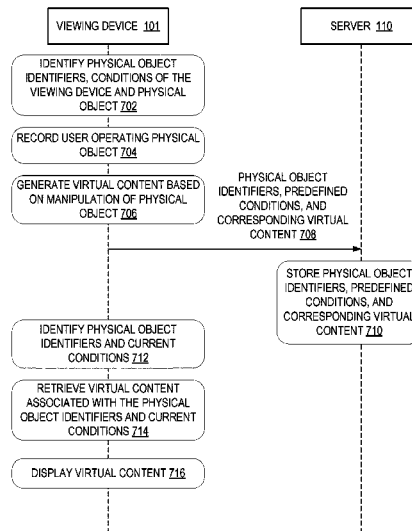 VIEWING DEVICE 101
SERVER 110
IDENTIFY PHYSICAL OBJECT
IDENTIFIERS, CONDITIONS OF THE
VIEWING DEVICE AND PHYSICAL
OBJECT 702
RECORD USER OPERATING PHYSICAL
OBJECT 704
GENERATE VIRTUAL CONTENT BASED
ON MANIPULATION OF PHYSICAL
OBJECT 706
PHYSICAL OBJECT
IDENTIFIERS, PREDEFINED
CONDITIONS, AND
CORRESPONDING VIRTUAL
CONTENT 708
STORE PHYSICAL OBJECT
IDENTIFIERS, PREDEFINED
CONDITIONS, AND
CORRESPONDING VIRTUAL
CONTENT 710
IDENTIFY PHYSICAL OBJECT
IDENTIFIERS AND CURRENT
CONDITIONS 712
RETRIEVE VIRTUAL CONTENT
ASSOCIATED WITH THE PHYSICAL
OBJECT IDENTIFIERS AND CURRENT
CONDITIONS 714
DISPLAY VIRTUAL CONTENT 716